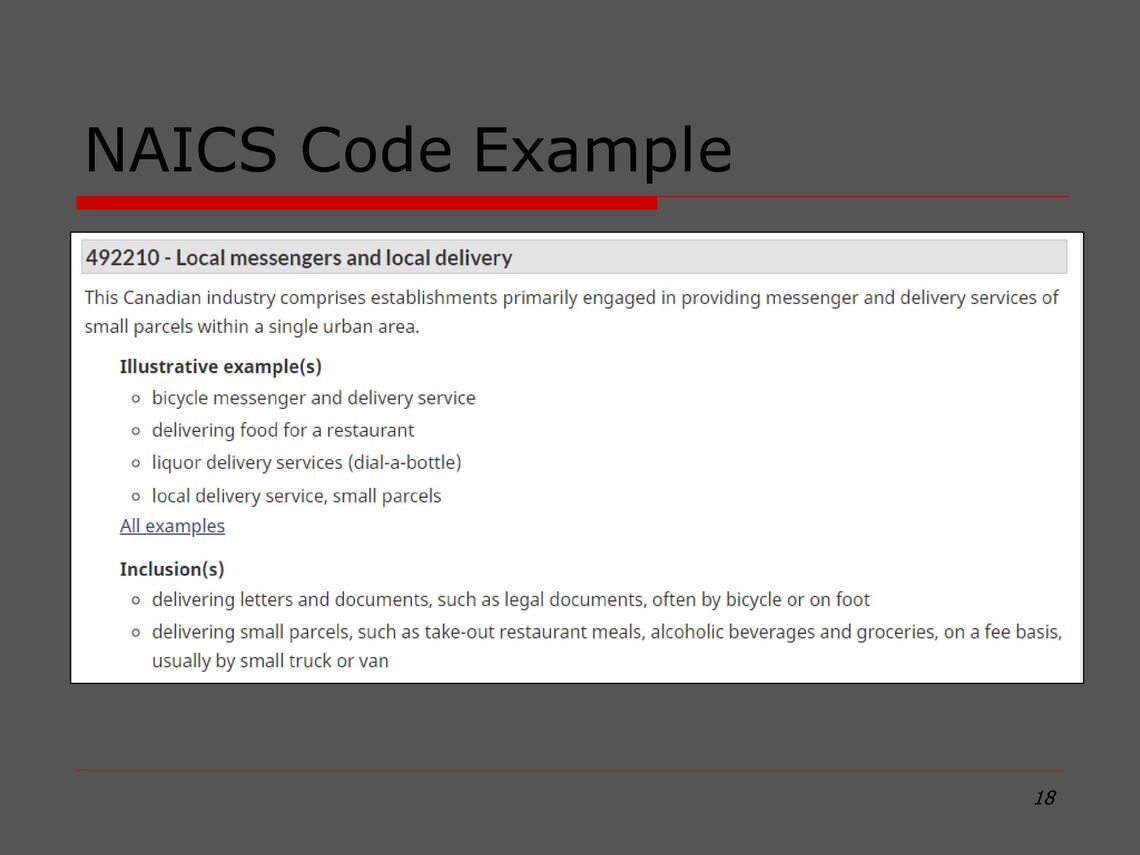 NAICS Code Example
492210 - Local messengers and local delivery
This Canadian industry comprises establishments primarily engaged in providing messenger and delivery services of
small parcels within a single urban area.
Illustrative example(s)
bicycle messenger and delivery service
delivering food for a restaurant
liquor delivery services (dial-a-bottle)
local delivery service, small parcels
All examples
Inclusion(s)
delivering letters and documents, such as legal documents, often by bicycle or on foot
delivering small parcels, such as take-out restaurant meals, alcoholic beverages and groceries, on a fee basis,
usually by small truck or van
18